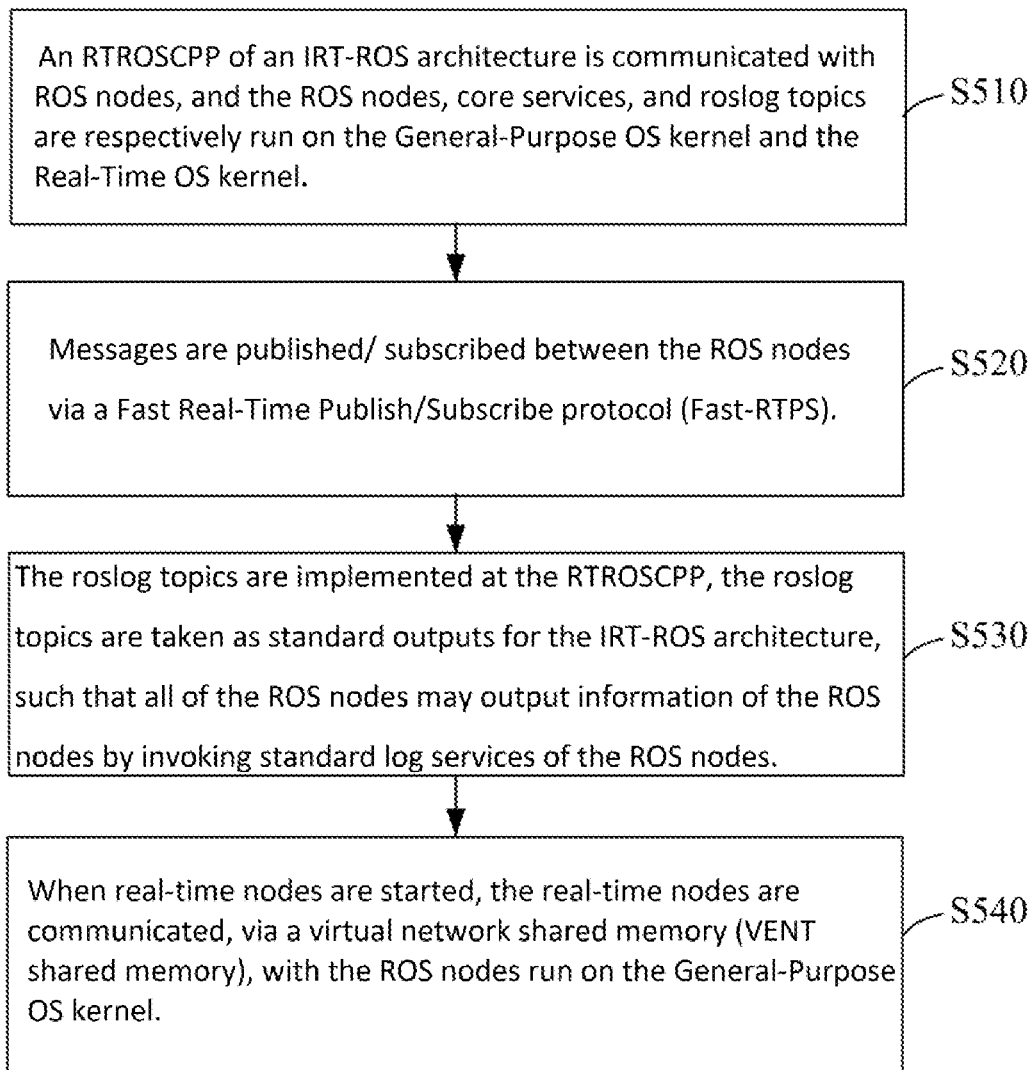 An RTROSCPP of an IRT-ROS architecture is communicated with
ROS nodes, and the ROS nodes, core services, and roslog topics
are respectively run on the General-Purpose OS kernel and the
Real-Time OS kernel.
S510
Messages are published/ subscribed between the ROS nodes
via a Fast Real-Time Publish/Subscribe protocol (Fast-RTPS).
S520
The roslog topics are implemented at the RTROSCPP, the roslog
topics are taken as standard outputs for the IRT-ROS architecture,
such that all of the ROS nodes may output information of the ROS
nodes by invoking standard log services of the ROS nodes.
S530
When real-time nodes are started, the real-time nodes are
communicated, via a virtual network shared memory (VENT
shared memory), with the ROS nodes run on the General-Purpose
OS kernel.
S540